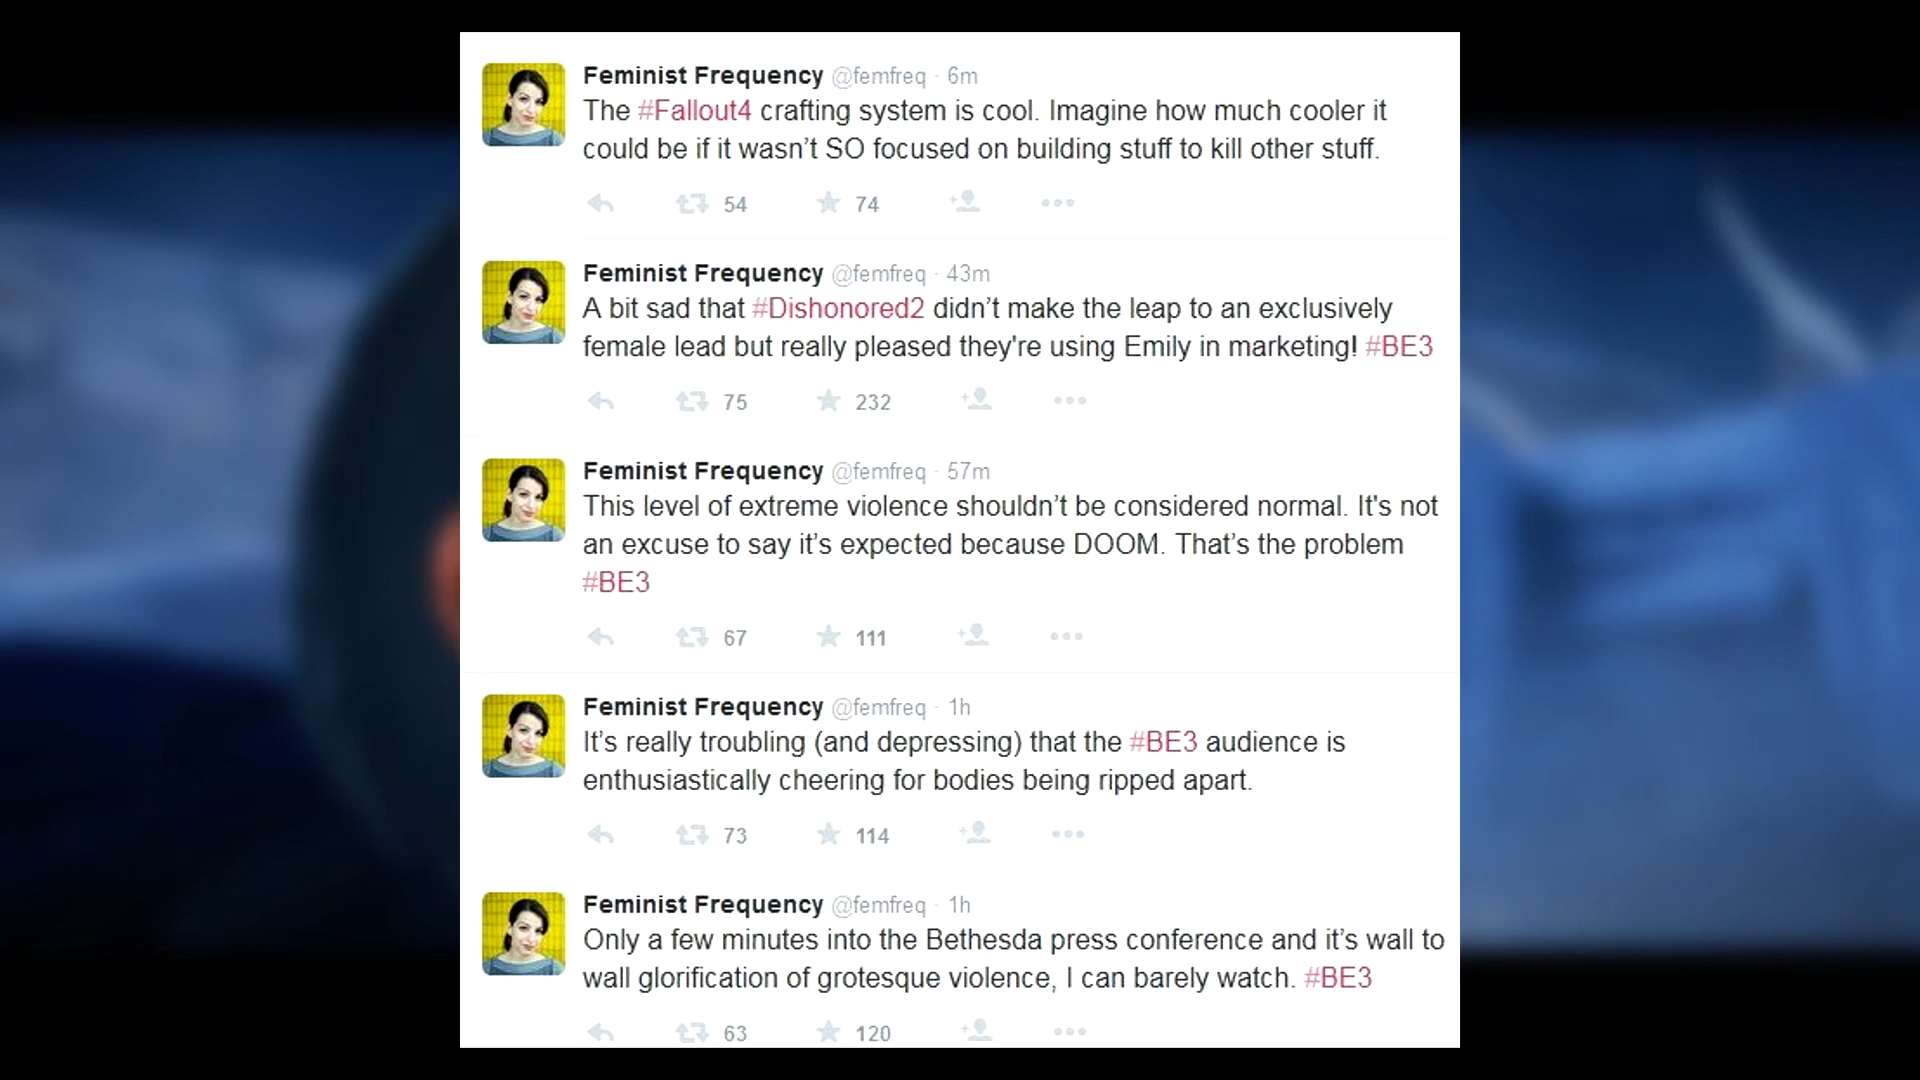 Feminist Frequency @femfreq · 6m
The #Fallout4 crafting system is cool. Imagine how much cooler it
could be if it wasn’t SO focused on building stuff to kill other stuff.
54 74
Feminist Frequency @femfreq · 43m
A bit sad that #Dishonored2 didn’t make the leap to an exclusively
female lead but really pleased they're using Emily in marketing! #BE3
75 232
Feminist Frequency @femfreq · 57m
This level of extreme violence shouldn’t be considered normal. It's not
an excuse to say it’s expected because DOOM. That’s the problem
#BE3
67 111
Feminist Frequency @femfreq · 1h
It’s really troubling (and depressing) that the #BE3 audience is
enthusiastically cheering for bodies being ripped apart.
73 114
Feminist Frequency @femfreq · 1h
Only a few minutes into the Bethesda press conference and it’s wall to
wall glorification of grotesque violence, I can barely watch. #BE3
63 120